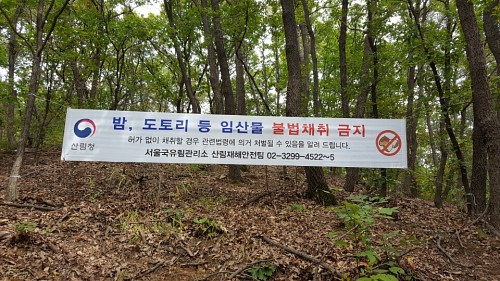 밤, 도토리 등 임산물 불법채취 금지
허가 없이 채취할 경우 관련법령에 의거 처벌될 수 있음을 알려 드립니다.
서울국유림관리소 산림재해안전팀 02-3299-4522~5
산림청